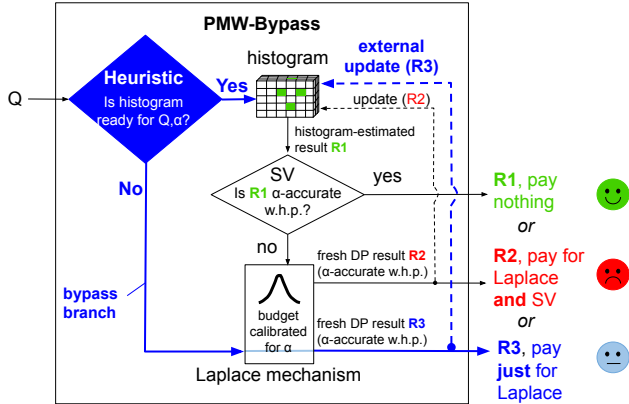 PMW-Bypass
Q
Heuristic
Is histogram
ready for Q,α?
Yes
No
histogram
external
update (R3)
update (R2)
histogram-estimated
result R1
SV
Is R1 α-accurate
w.h.p.?
yes
no
R1, pay
nothing
or
fresh DP result R2
(α-accurate w.h.p.)
R2, pay for
Laplace
and SV
or
bypass
branch
budget
calibrated
for α
fresh DP result R3
(α-accurate w.h.p.)
Laplace mechanism
R3, pay
just for
Laplace